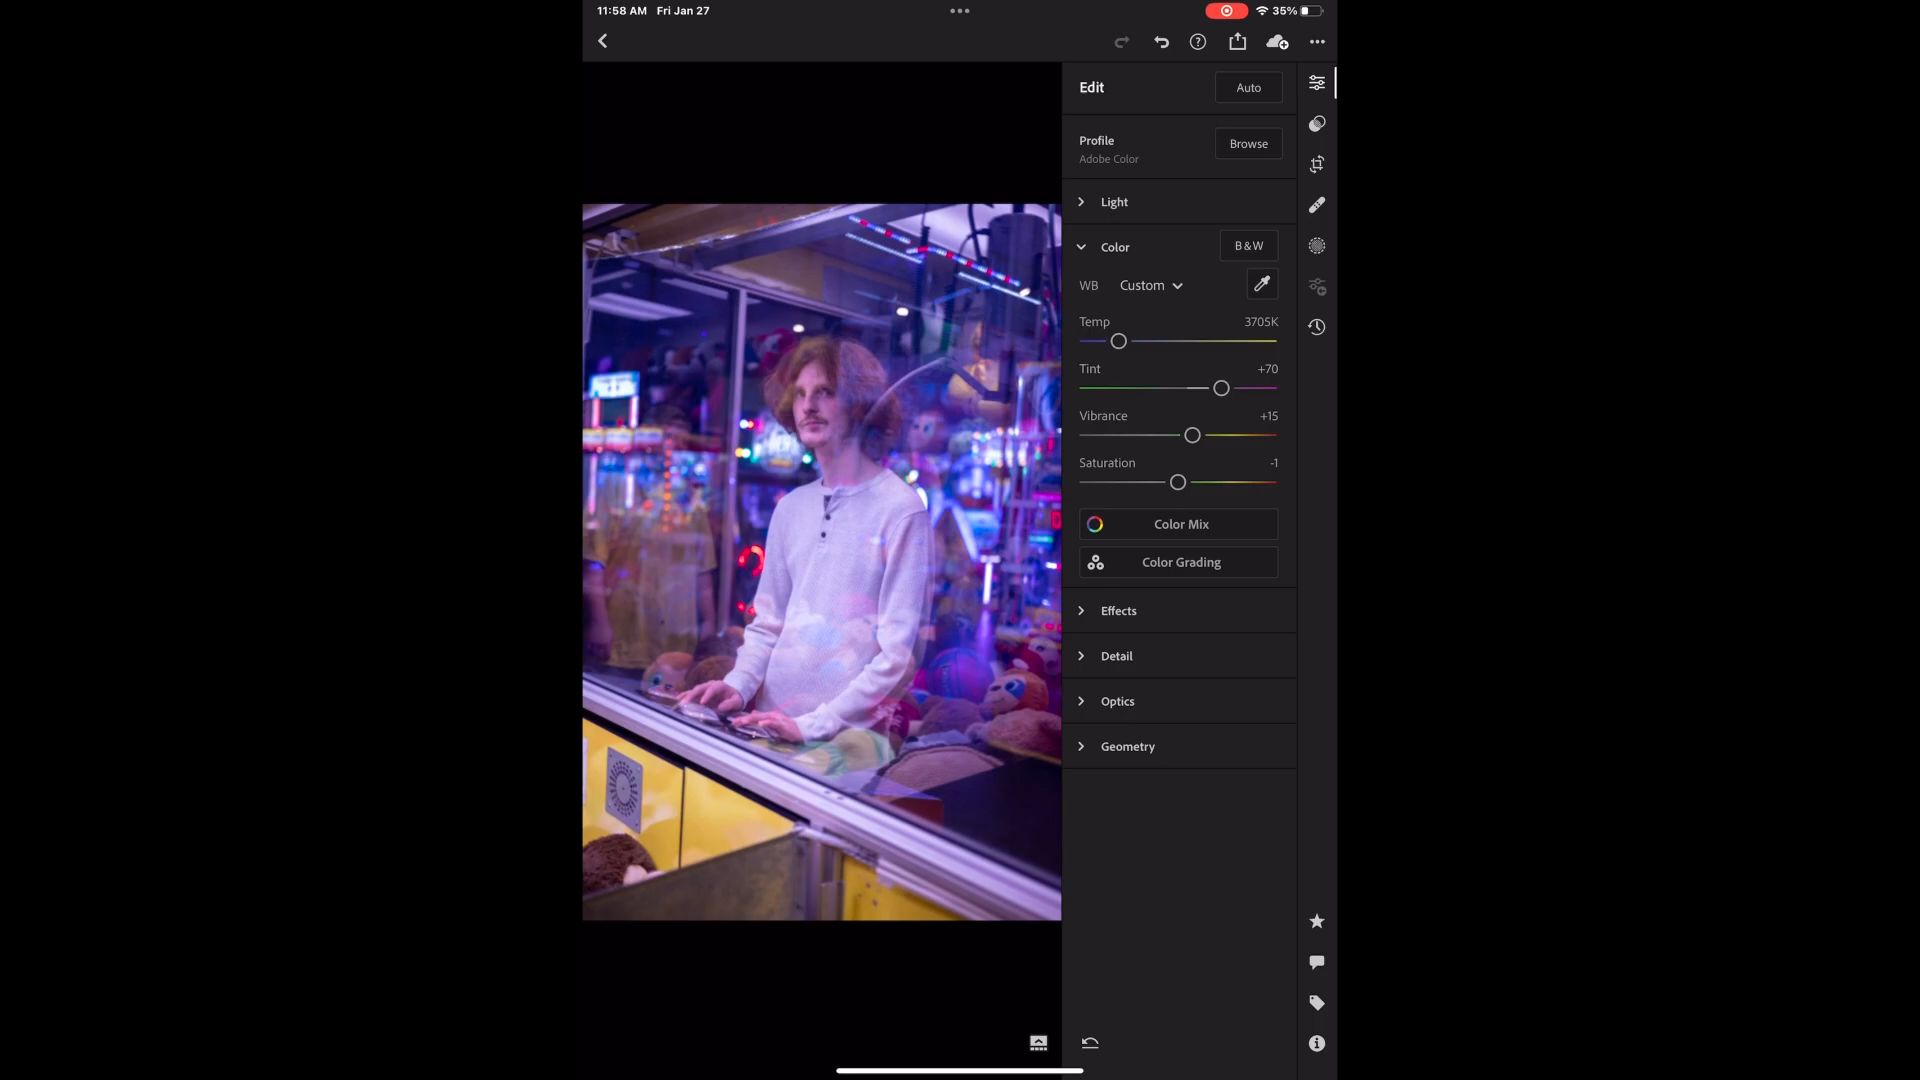 11:58 AM Fri Jan 27
35%
Edit
Auto
Profile
Adobe Color
Browse
Light
Color
B & W
WB Custom
Temp 3705K
Tint +70
Vibrance +15
Saturation -1
Color Mix
Color Grading
Effects
Detail
Optics
Geometry